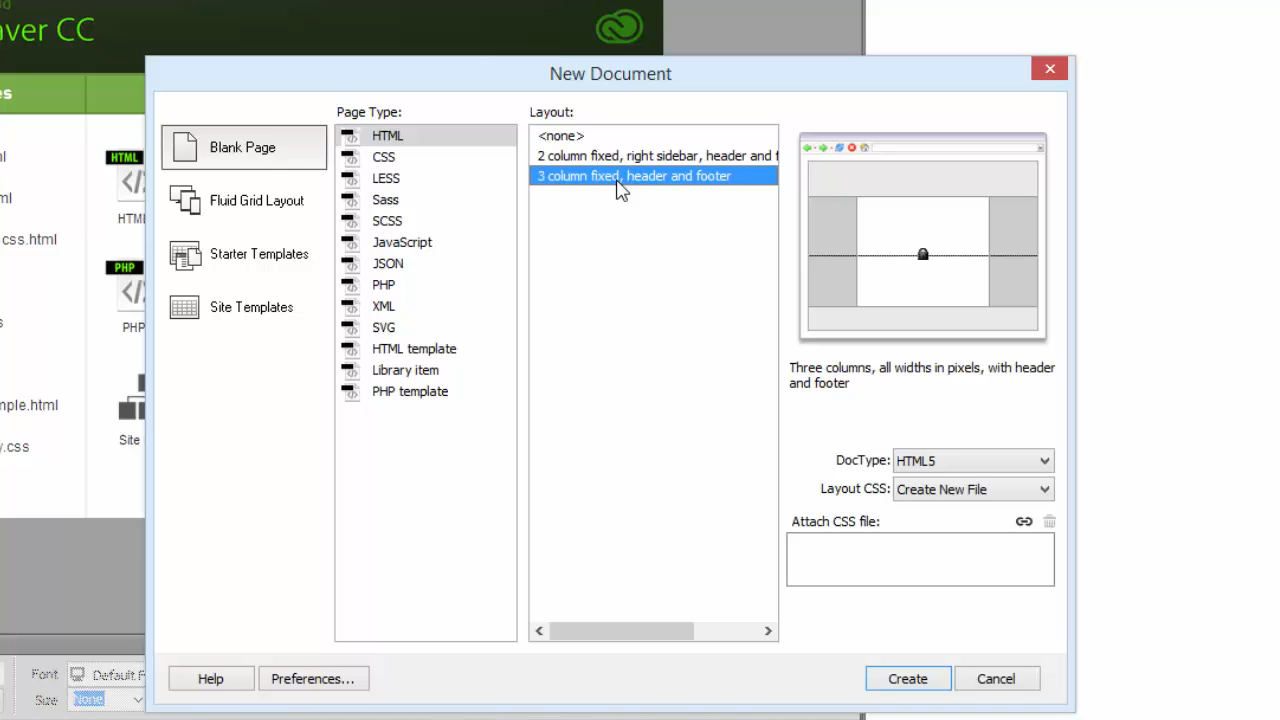 aver CC
New Document
Page Type:
Layout:
Blank Page
Fluid Grid Layout
Starter Templates
Site Templates
HTML
CSS
LESS
Sass
SCSS
JavaScript
JSON
PHP
XML
SVG
HTML template
Library item
PHP template
<none>
2 column fixed, right sidebar, header and f
3 column fixed, header and footer
Three columns, all widths in pixels, with header
and footer
DocType: HTML5
Layout CSS: Create New File
Attach CSS file:
Help
Preferences...
Create
Cancel
es
HTML
HTML
css.html
PHP
PHP
mple.html
y.css
Site
Font Default F
Size None